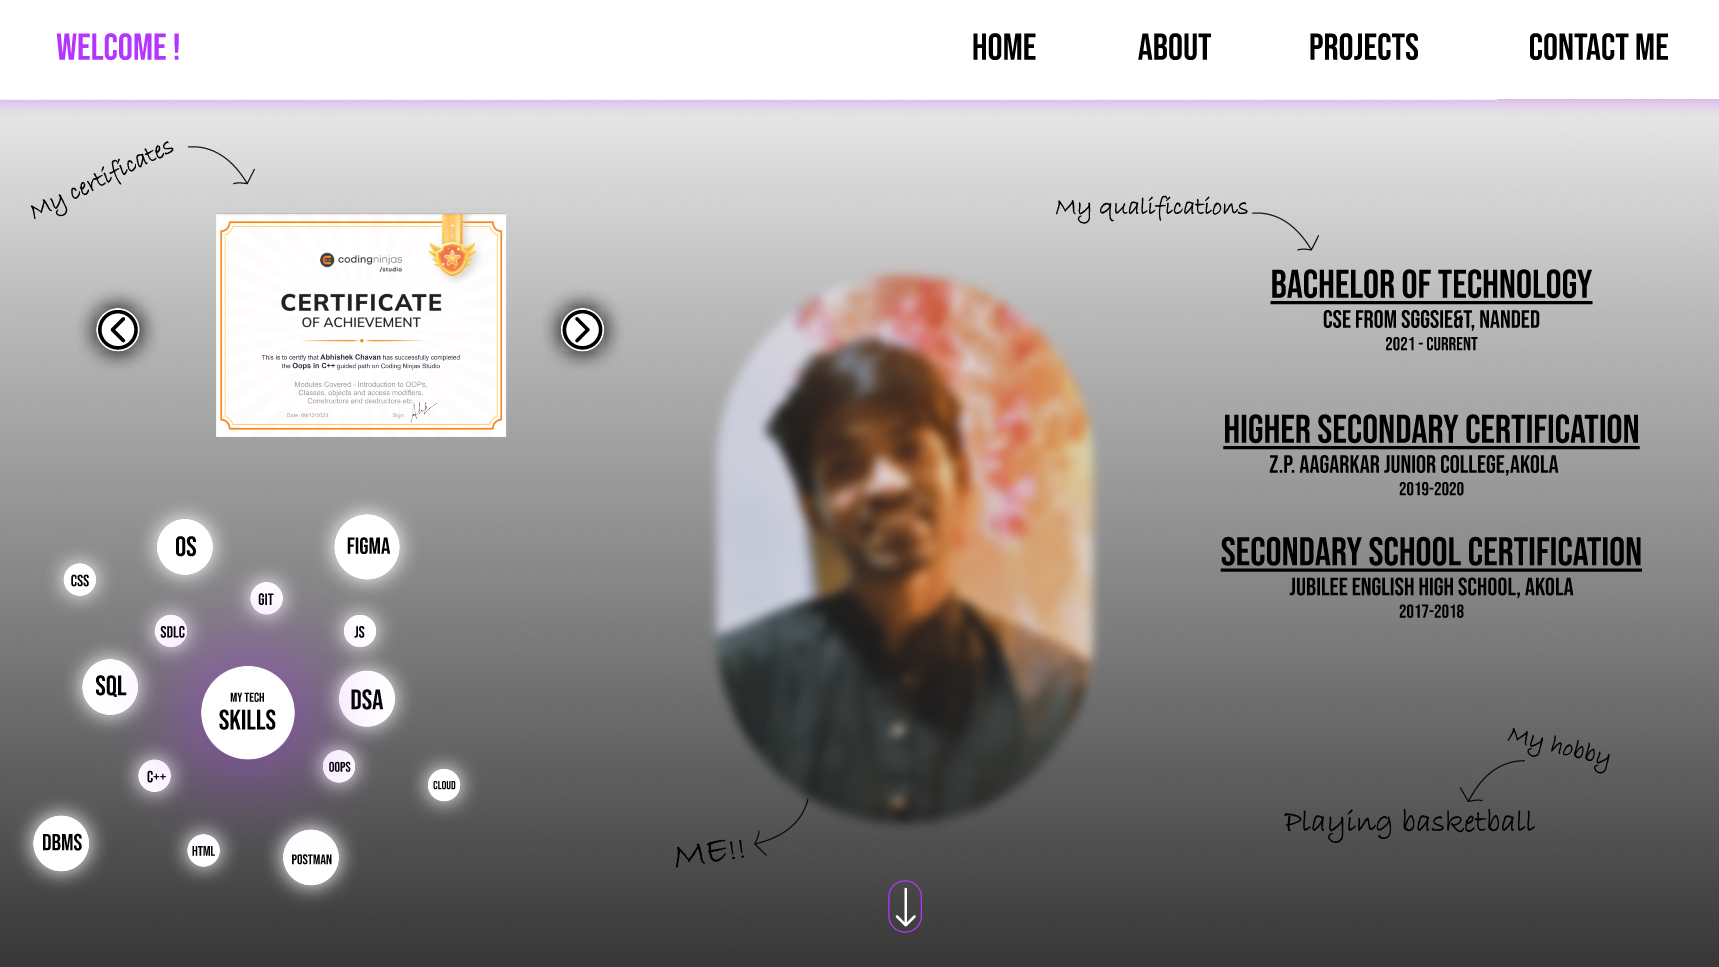 WELCOME !
HOME
ABOUT
PROJECTS
CONTACT ME
My certificates
codingninjas
/studio
CERTIFICATE
OF ACHIEVEMENT
This is to certify that Abhishek Chavan has successfully completed
the Oops in C++ guided path on Coding Ninjas Studio
Modules Covered - Introduction to OOPs,
Classes, objects and access modifiers,
Constructors and destructors etc.
Date: 09/12/2023
Sign:
My qualifications
BACHELOR OF TECHNOLOGY
CSE FROM SGGSIE&T, NANDED
2021 - CURRENT
HIGHER SECONDARY CERTIFICATION
Z.P. AAGARKAR JUNIOR COLLEGE,AKOLA
2019-2020
SECONDARY SCHOOL CERTIFICATION
JUBILEE ENGLISH HIGH SCHOOL, AKOLA
2017-2018
OS
FIGMA
CSS
GIT
SDLC
JS
SQL
MY TECH
SKILLS
DSA
C++
OOPS
CLOUD
DBMS
HTML
POSTMAN
ME!!
My hobby
Playing basketball